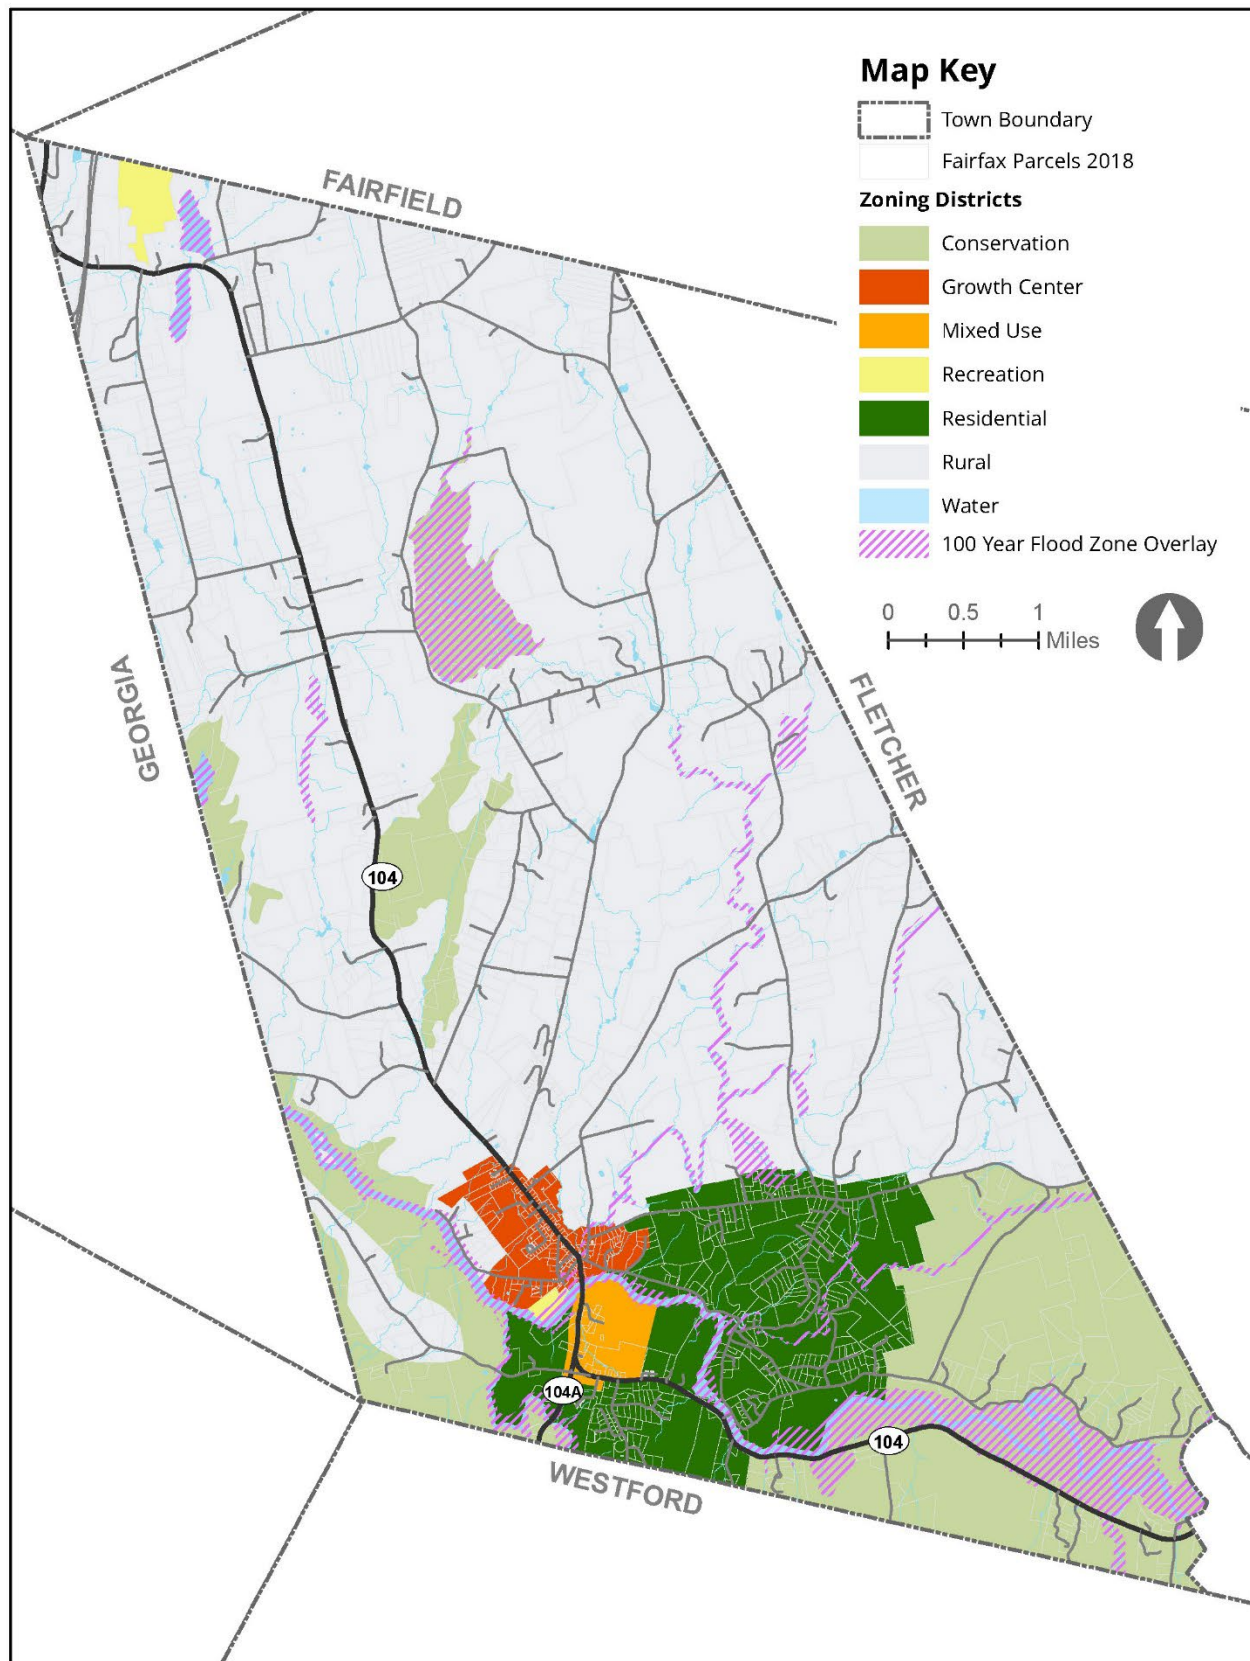 Map Key
Town Boundary
Fairfax Parcels 2018
Zoning Districts
Conservation
Growth Center
Mixed Use
Recreation
Residential
Rural
Water
100 Year Flood Zone Overlay
0 0.5 1
Miles
FAIRFIELD
GEORGIA
FLETCHER
104
104A
104
WESTFORD